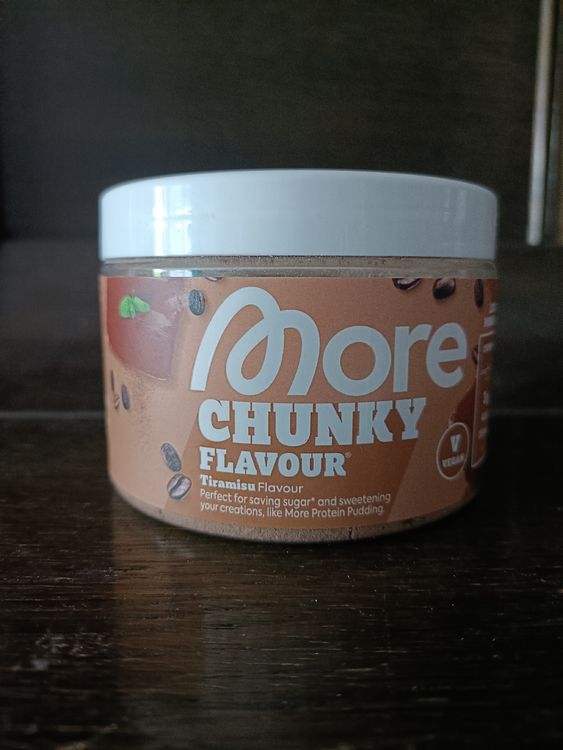 More
CHUNKY
FLAVOUR®
Tiramisu Flavour
Perfect for saving sugar* and sweetening
your creations, like More Protein Pudding.
V
VEGAN